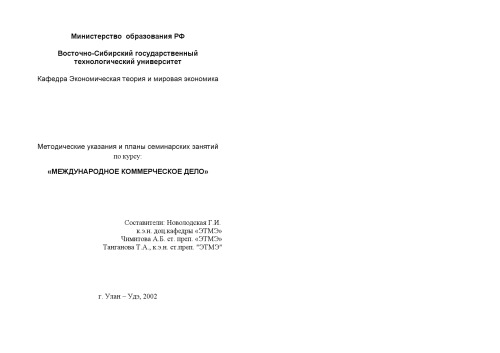 Министерство образования РФ
Восточно-Сибирский государственный
технологический университет
Кафедра Экономическая теория и мировая экономика
Методические указания и планы семинарских занятий
по курсу:
«МЕЖДУНАРОДНОЕ КОММЕРЧЕСКОЕ ДЕЛО»
Составители: Новолодская Г.И.
к.э.н. доц.кафедры «ЭТМЭ»
Чимитова А.Б. ст. преп. «ЭТМЭ»
Танганова Т.А., к.э.н. ст.преп. "ЭТМЭ"
г. Улан – Удэ, 2002